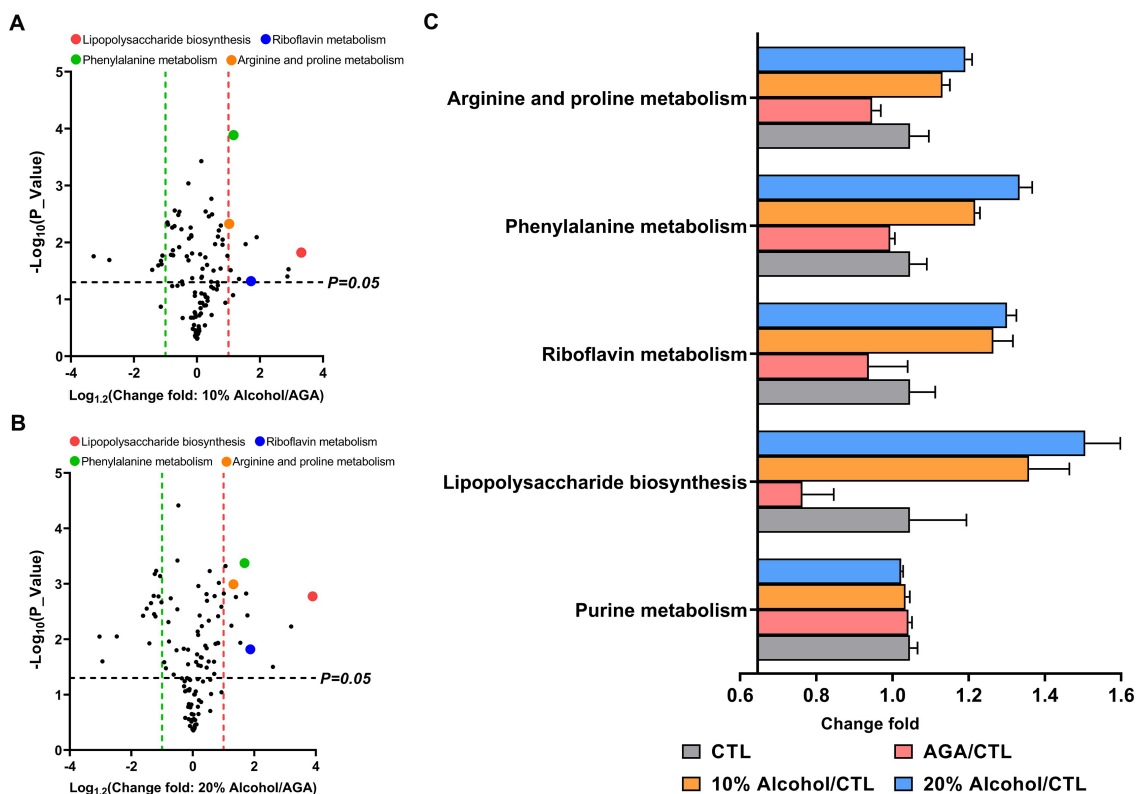 A
Lipopolysaccharide biosynthesis
Riboflavin metabolism
Phenylalanine metabolism
Arginine and proline metabolism
-Log10(P_Value)
5
4
3
2
1
0
P=0.05
-4
-2
0
2
4
Log1.2(Change fold: 10% Alcohol/AGA)
B
Lipopolysaccharide biosynthesis
Riboflavin metabolism
Phenylalanine metabolism
Arginine and proline metabolism
-Log10(P_Value)
5
4
3
2
1
0
P=0.05
-4
-2
0
2
4
Log1.2(Change fold: 20% Alcohol/AGA)
C
Arginine and proline metabolism
Phenylalanine metabolism
Riboflavin metabolism
Lipopolysaccharide biosynthesis
Purine metabolism
0.6
0.8
1.0
1.2
1.4
1.6
Change fold
CTL
AGA/CTL
10% Alcohol/CTL
20% Alcohol/CTL